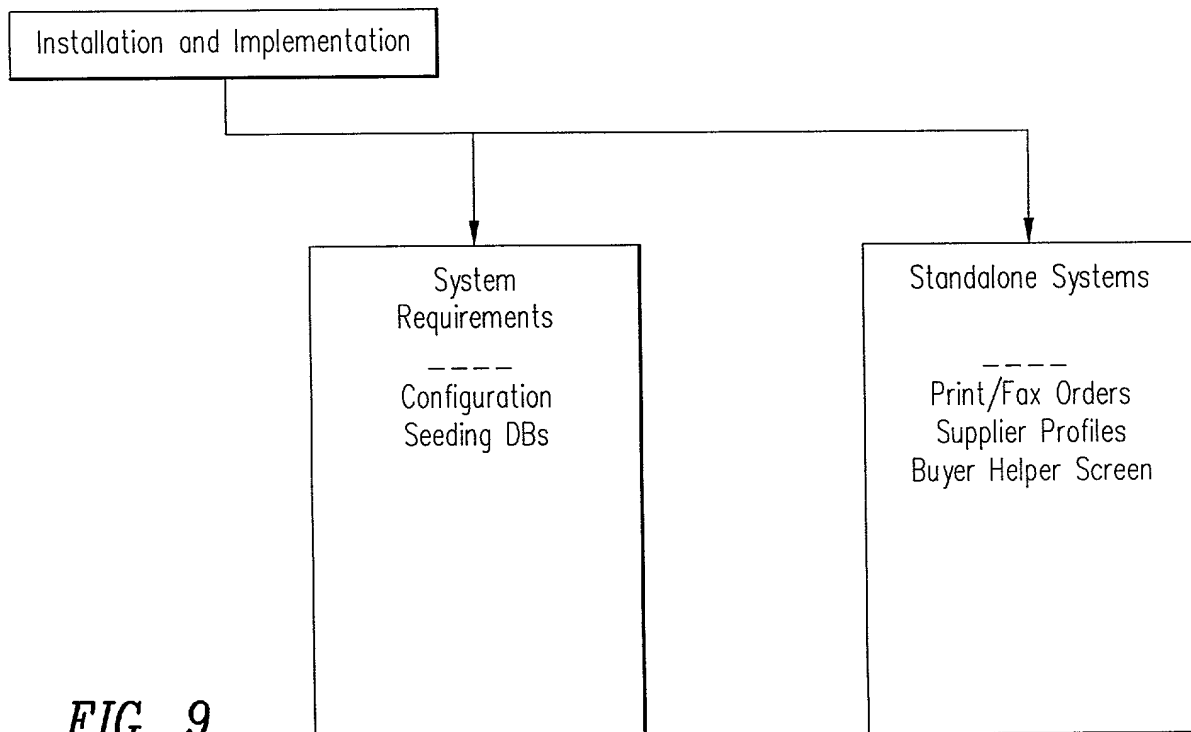 Installation and Implementation
System
Requirements
----
Configuration
Seeding DBs
Standalone Systems
----
Print/Fax Orders
Supplier Profiles
Buyer Helper Screen
FIG. 9